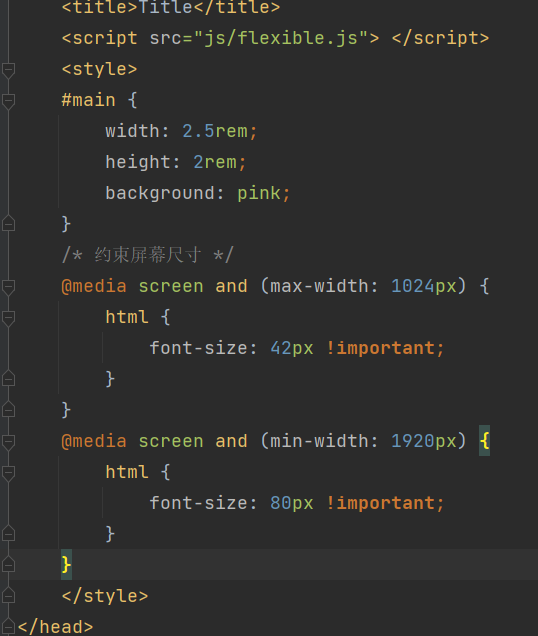 <title>Title</title>
<script src="js/flexible.js"> </script>
<style>
#main {
width: 2.5rem;
height: 2rem;
background: pink;
}
/* 约束屏幕尺寸 */
@media screen and (max-width: 1024px) {
html {
font-size: 42px !important;
}
}
@media screen and (min-width: 1920px) {
html {
font-size: 80px !important;
}
}
</style>
</head>